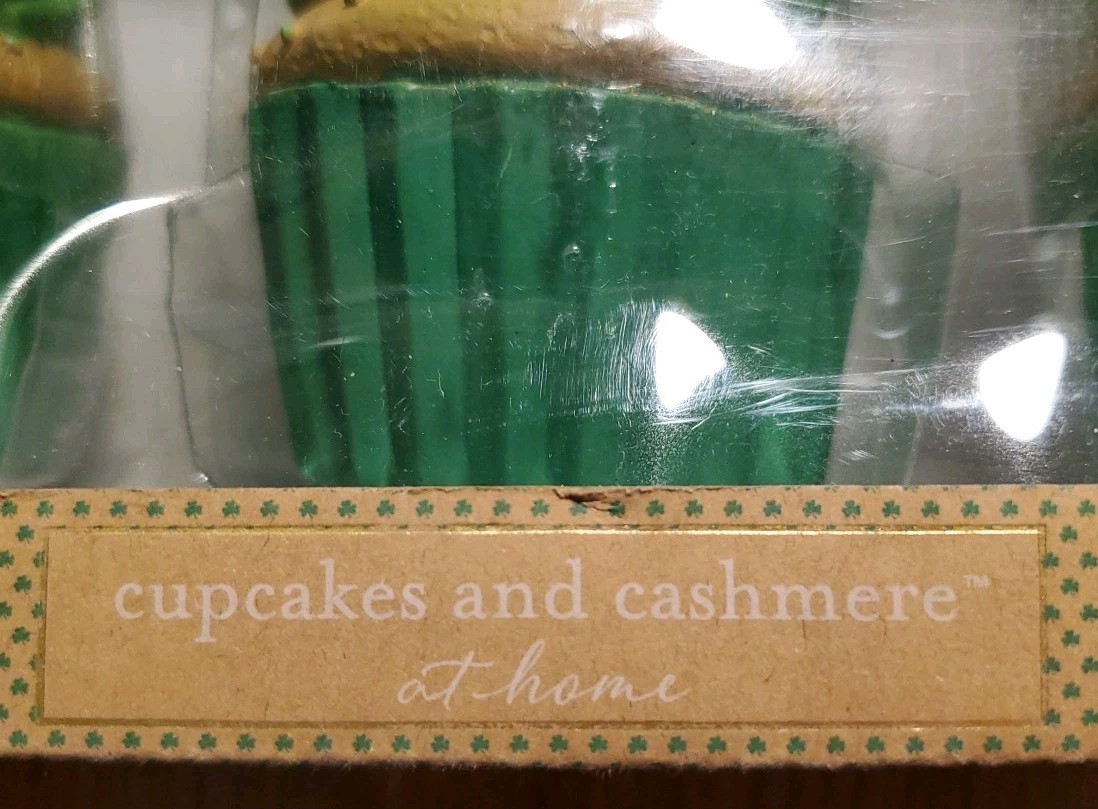 cupcakes and cashmere™
at home